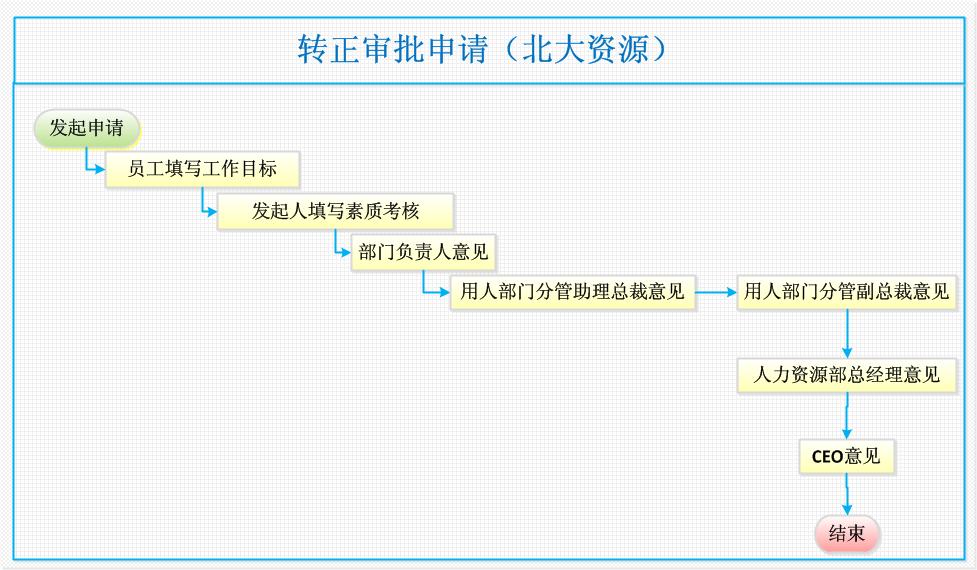 转正审批申请（北大资源）
发起申请
员工填写工作目标
发起人填写素质考核
部门负责人意见
用人部门分管助理总裁意见
用人部门分管副总裁意见
人力资源部总经理意见
CEO意见
结束